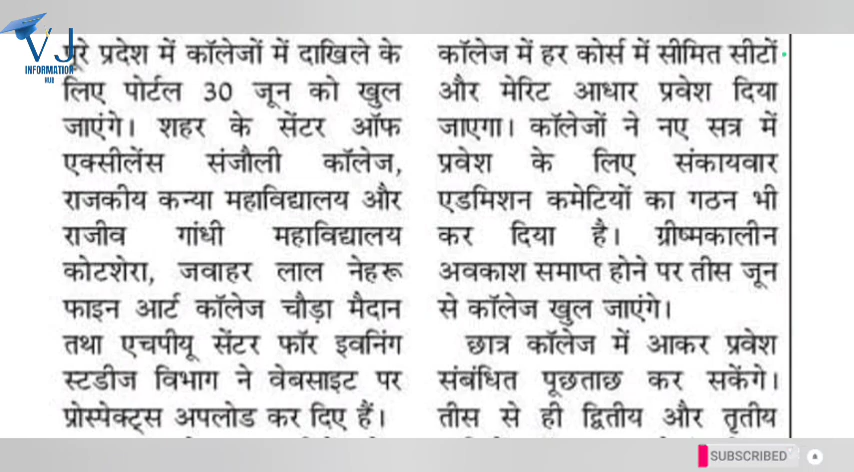 VJ
INFORMATION
HUB
पूरे प्रदेश में कॉलेजों में दाखिले के
लिए पोर्टल 30 जून को खुल
जाएंगे। शहर के सेंटर ऑफ
एक्सीलेंस संजौली कॉलेज,
राजकीय कन्या महाविद्यालय और
राजीव गांधी महाविद्यालय
कोटशेरा, जवाहर लाल नेहरू
फाइन आर्ट कॉलेज चौड़ा मैदान
तथा एचपीयू सेंटर फॉर इवनिंग
स्टडीज विभाग ने वेबसाइट पर
प्रोस्पेक्ट्स अपलोड कर दिए हैं।
कॉलेज में हर कोर्स में सीमित सीटों
और मेरिट आधार प्रवेश दिया
जाएगा। कॉलेजों ने नए सत्र में
प्रवेश के लिए संकायवार
एडमिशन कमेटियों का गठन भी
कर दिया है। ग्रीष्मकालीन
अवकाश समाप्त होने पर तीस जून
से कॉलेज खुल जाएंगे।
छात्र कॉलेज में आकर प्रवेश
संबंधित पूछताछ कर सकेंगे।
तीस से ही द्वितीय और तृतीय
SUBSCRIBED